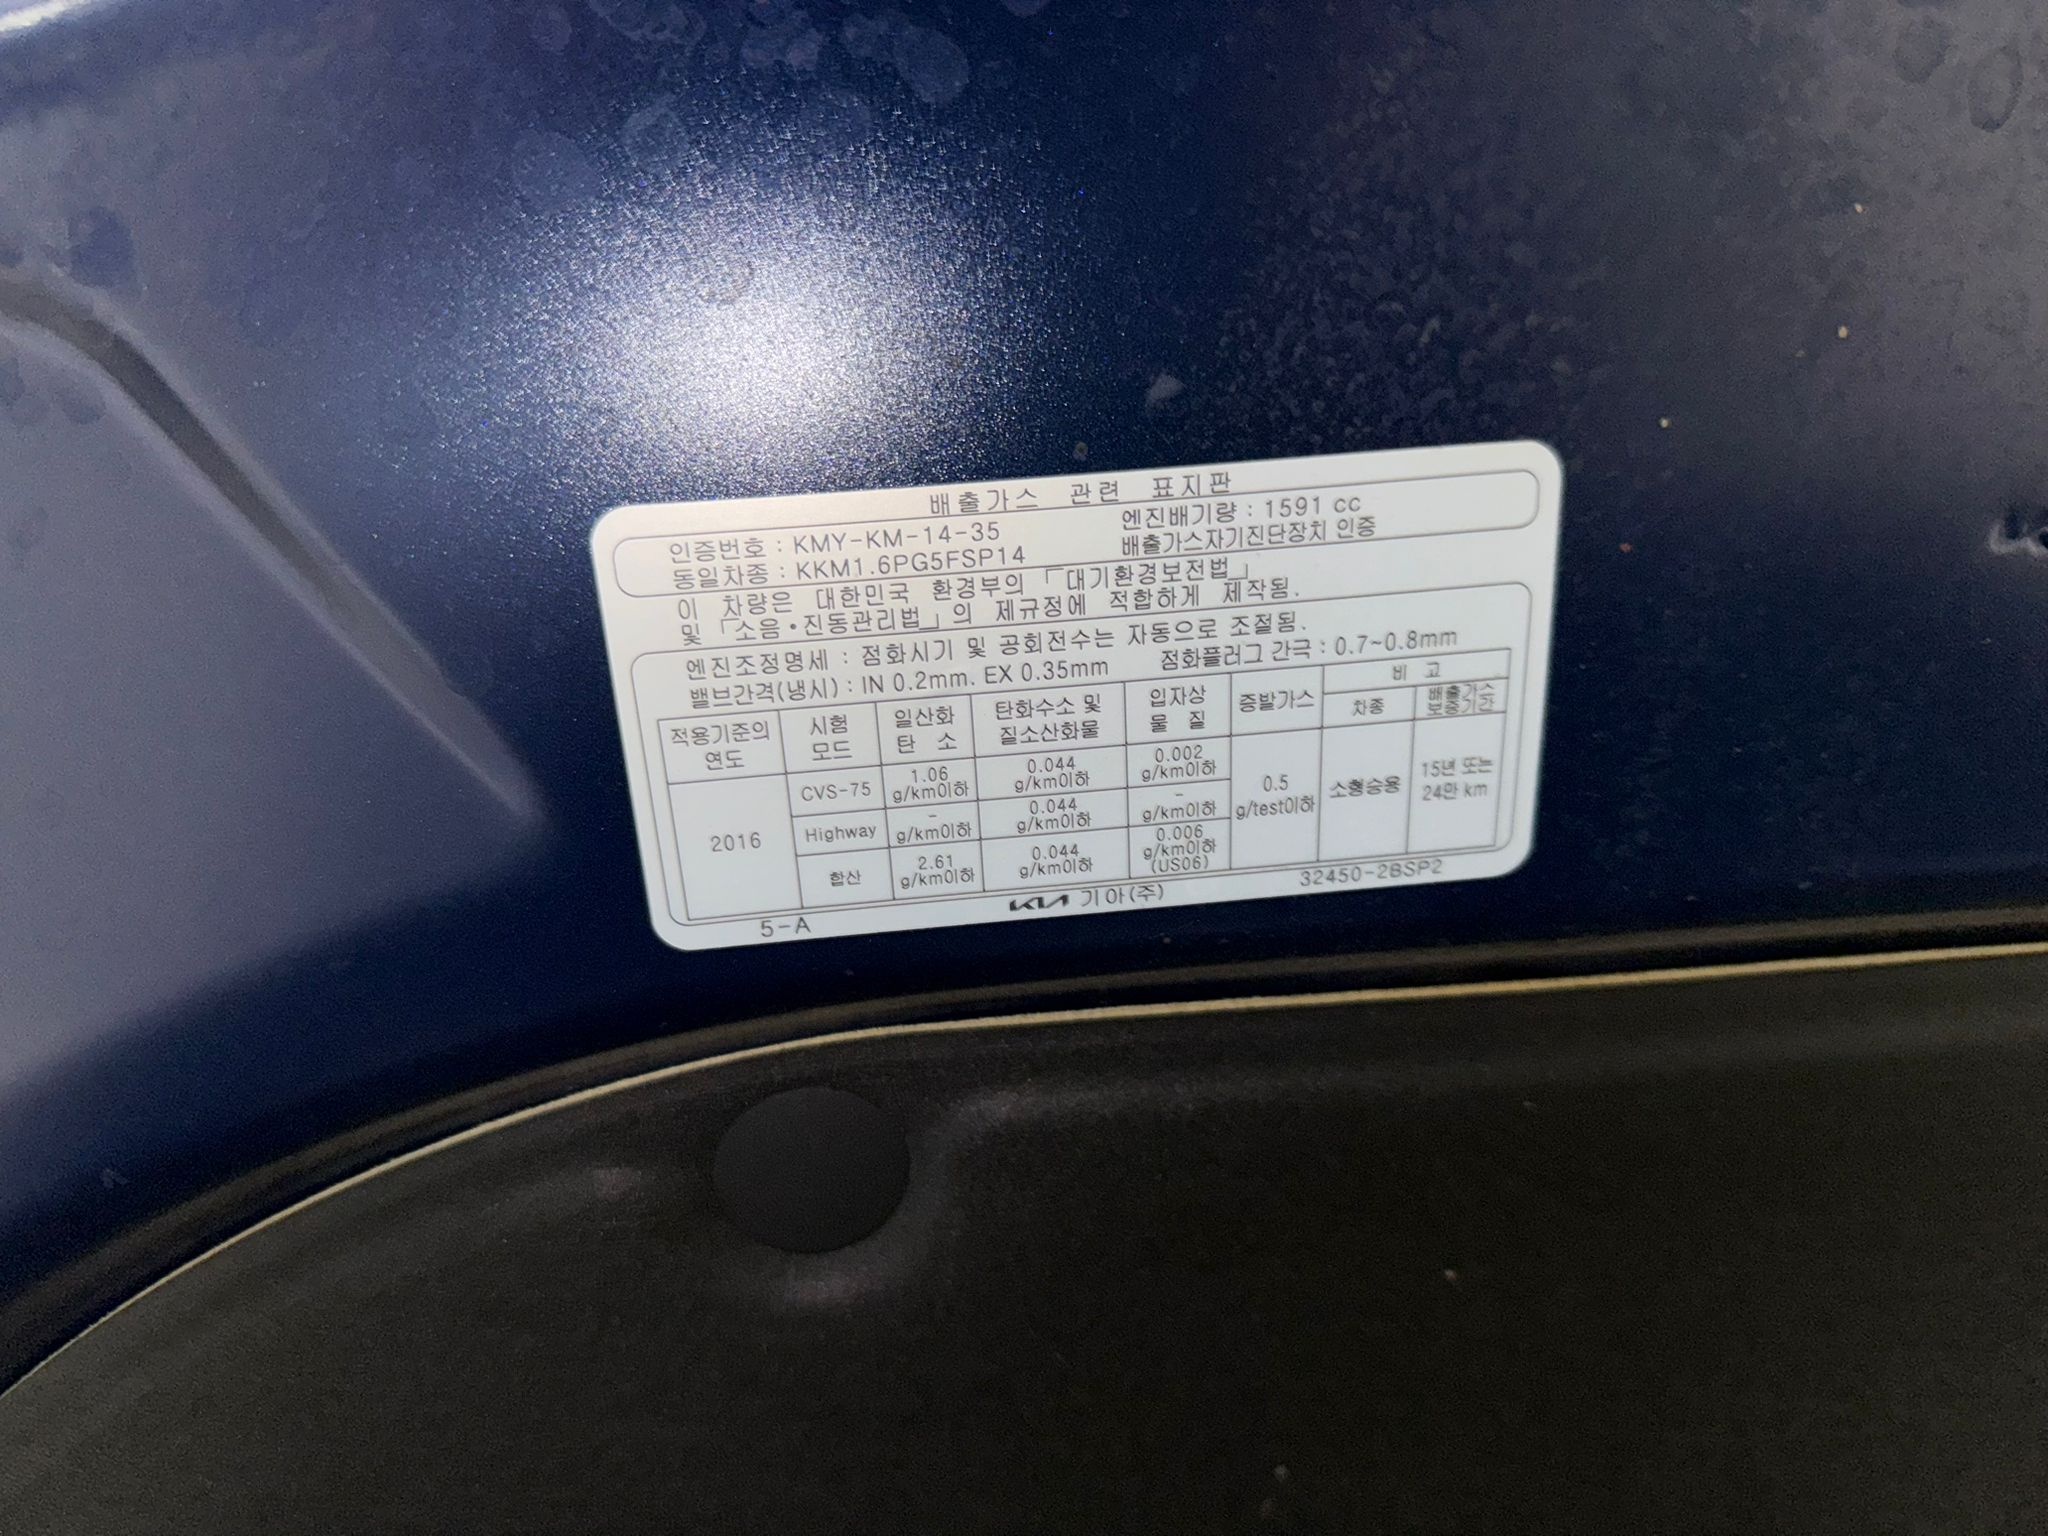 배출가스 관련 표지판
인증번호 : KMY-KM-14-35 엔진배기량 : 1591 cc
동일차종 : KKM1.6PG5FSP14 배출가스자기진단장치 인증
이 차량은 대한민국 환경부의 「대기환경보전법」
및 「소음•진동관리법」의 제규정에 적합하게 제작됨.
엔진조정명세 : 점화시기 및 공회전수는 자동으로 조절됨.
밸브간격(냉시) : IN 0.2mm. EX 0.35mm 점화플러그 간극 : 0.7~0.8mm
적용기준의 연도 시험 모드 일산화 탄 소 탄화수소 및 질소산화물 입자상 물 질 증발가스 비 고
차종 배출가스 보증기간
2016 CVS-75 1.06 g/km이하 0.044 g/km이하 0.002 g/km이하 0.5 g/test이하 소형승용 15년 또는 24만 km
Highway - g/km이하 0.044 g/km이하 - g/km이하
합산 2.61 g/km이하 0.044 g/km이하 0.006 g/km이하 (US06)
5-A KIA 기아(주) 32450-2BSP2